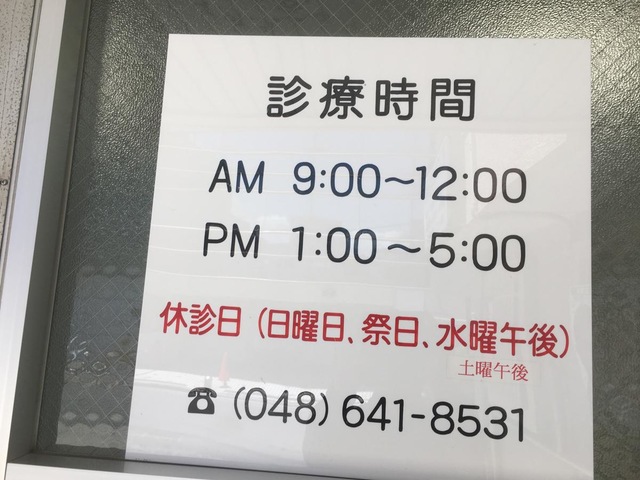 診療時間
AM 9:00〜12:00
PM 1:00〜5:00
休診日（日曜日、祭日、水曜午後）
土曜午後
☎ (048) 641-8531